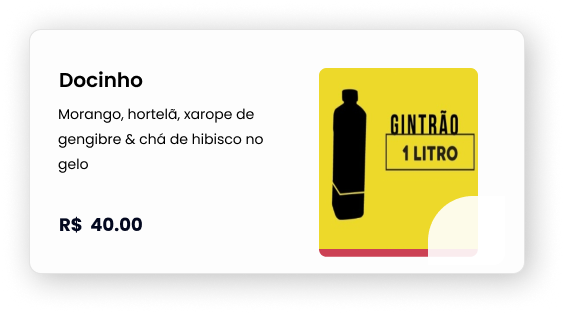 Docinho
Morango, hortelã, xarope de
gengibre & chá de hibisco no
gelo
R$ 40.00
GINTRÃO
1 LITRO